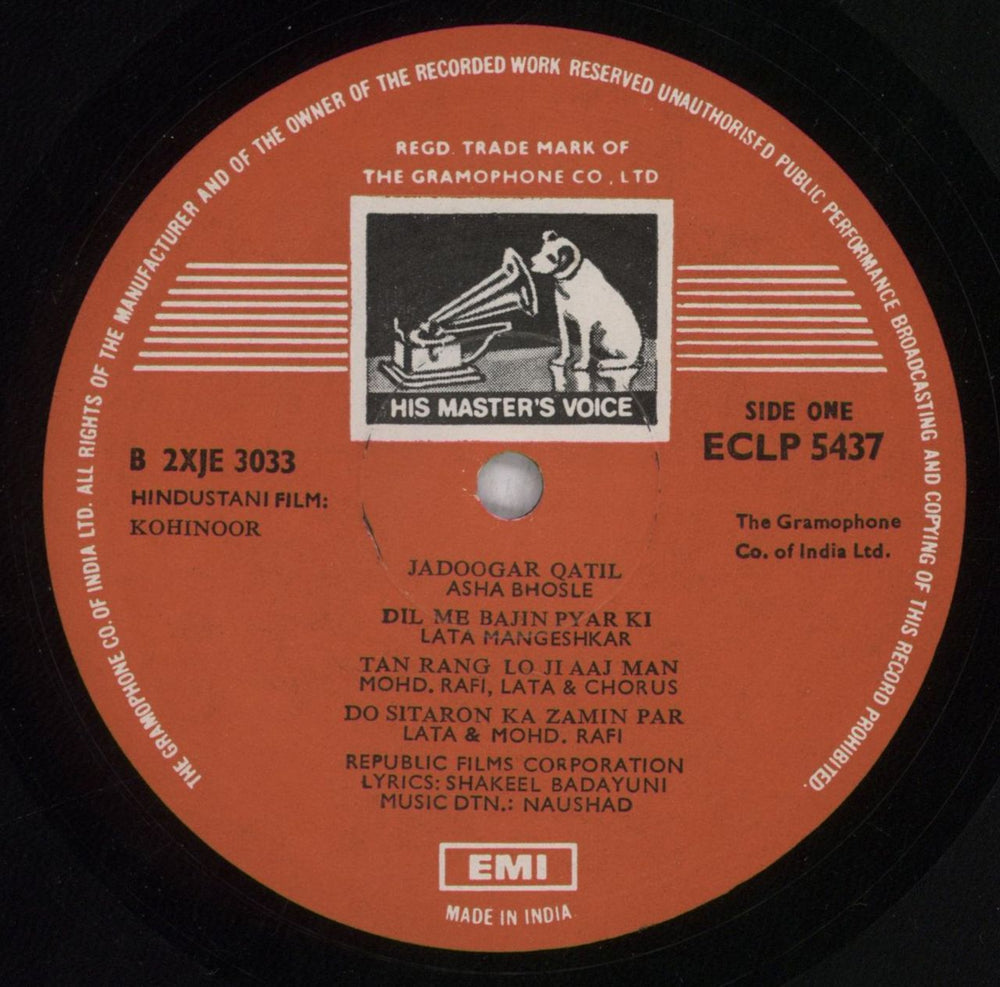 THE GRAMOPHONE CO. OF INDIA LTD. ALL RIGHTS OF THE MANUFACTURER AND OF THE OWNER OF THE RECORDED WORK RESERVED UNAUTHORISED PUBLIC PERFORMANCE BROADCASTING AND COPYING OF THIS RECORD PROHIBITED.
REGD. TRADE MARK OF
THE GRAMOPHONE CO., LTD
HIS MASTER'S VOICE
SIDE ONE
ECLP 5437
B 2XJE 3033
HINDUSTANI FILM:
KOHINOOR
The Gramophone
Co. of India Ltd.
JADOOGAR QATIL
ASHA BHOSLE
DIL ME BAJIN PYAR KI
LATA MANGESHKAR
TAN RANG LO JI AAJ MAN
MOHD. RAFI, LATA & CHORUS
DO SITARON KA ZAMIN PAR
LATA & MOHD. RAFI
REPUBLIC FILMS CORPORATION
LYRICS: SHAKEEL BADAYUNI
MUSIC DTN.: NAUSHAD
EMI
MADE IN INDIA